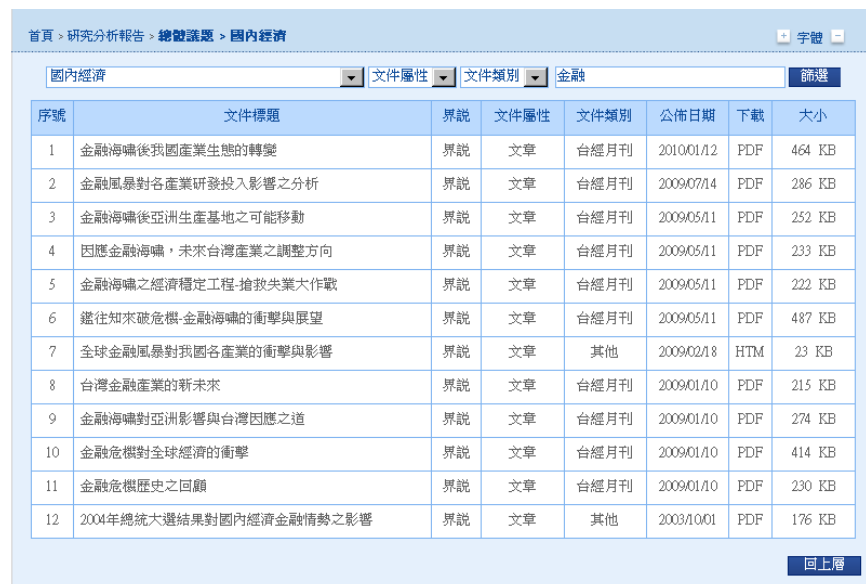 首頁 > 研究分析報告 > 總體議題 > 國內經濟 + 字體 -
國內經濟 文件屬性 文件類別 金融 篩選
序號 文件標題 界說 文件屬性 文件類別 公佈日期 下載 大小
1 金融海嘯後我國產業生態的轉變 界說 文章 台經月刊 2010/01/12 PDF 464 KB
2 金融風暴對各產業研發投入影響之分析 界說 文章 台經月刊 2009/07/14 PDF 286 KB
3 金融海嘯後亞洲生產基地之可能移動 界說 文章 台經月刊 2009/05/11 PDF 252 KB
4 因應金融海嘯，未來台灣產業之調整方向 界說 文章 台經月刊 2009/05/11 PDF 233 KB
5 金融海嘯之經濟穩定工程-搶救失業大作戰 界說 文章 台經月刊 2009/05/11 PDF 222 KB
6 鑑往知來破危機-金融海嘯的衝擊與展望 界說 文章 台經月刊 2009/05/11 PDF 487 KB
7 全球金融風暴對我國各產業的衝擊與影響 界說 文章 其他 2009/02/18 HTM 23 KB
8 台灣金融產業的新未來 界說 文章 台經月刊 2009/01/10 PDF 215 KB
9 金融海嘯對亞洲影響與台灣因應之道 界說 文章 台經月刊 2009/01/10 PDF 274 KB
10 金融危機對全球經濟的衝擊 界說 文章 台經月刊 2009/01/10 PDF 414 KB
11 金融危機歷史之回顧 界說 文章 台經月刊 2009/01/10 PDF 230 KB
12 2004年總統大選結果對國內經濟金融情勢之影響 界說 文章 其他 2003/10/01 PDF 176 KB
回上層